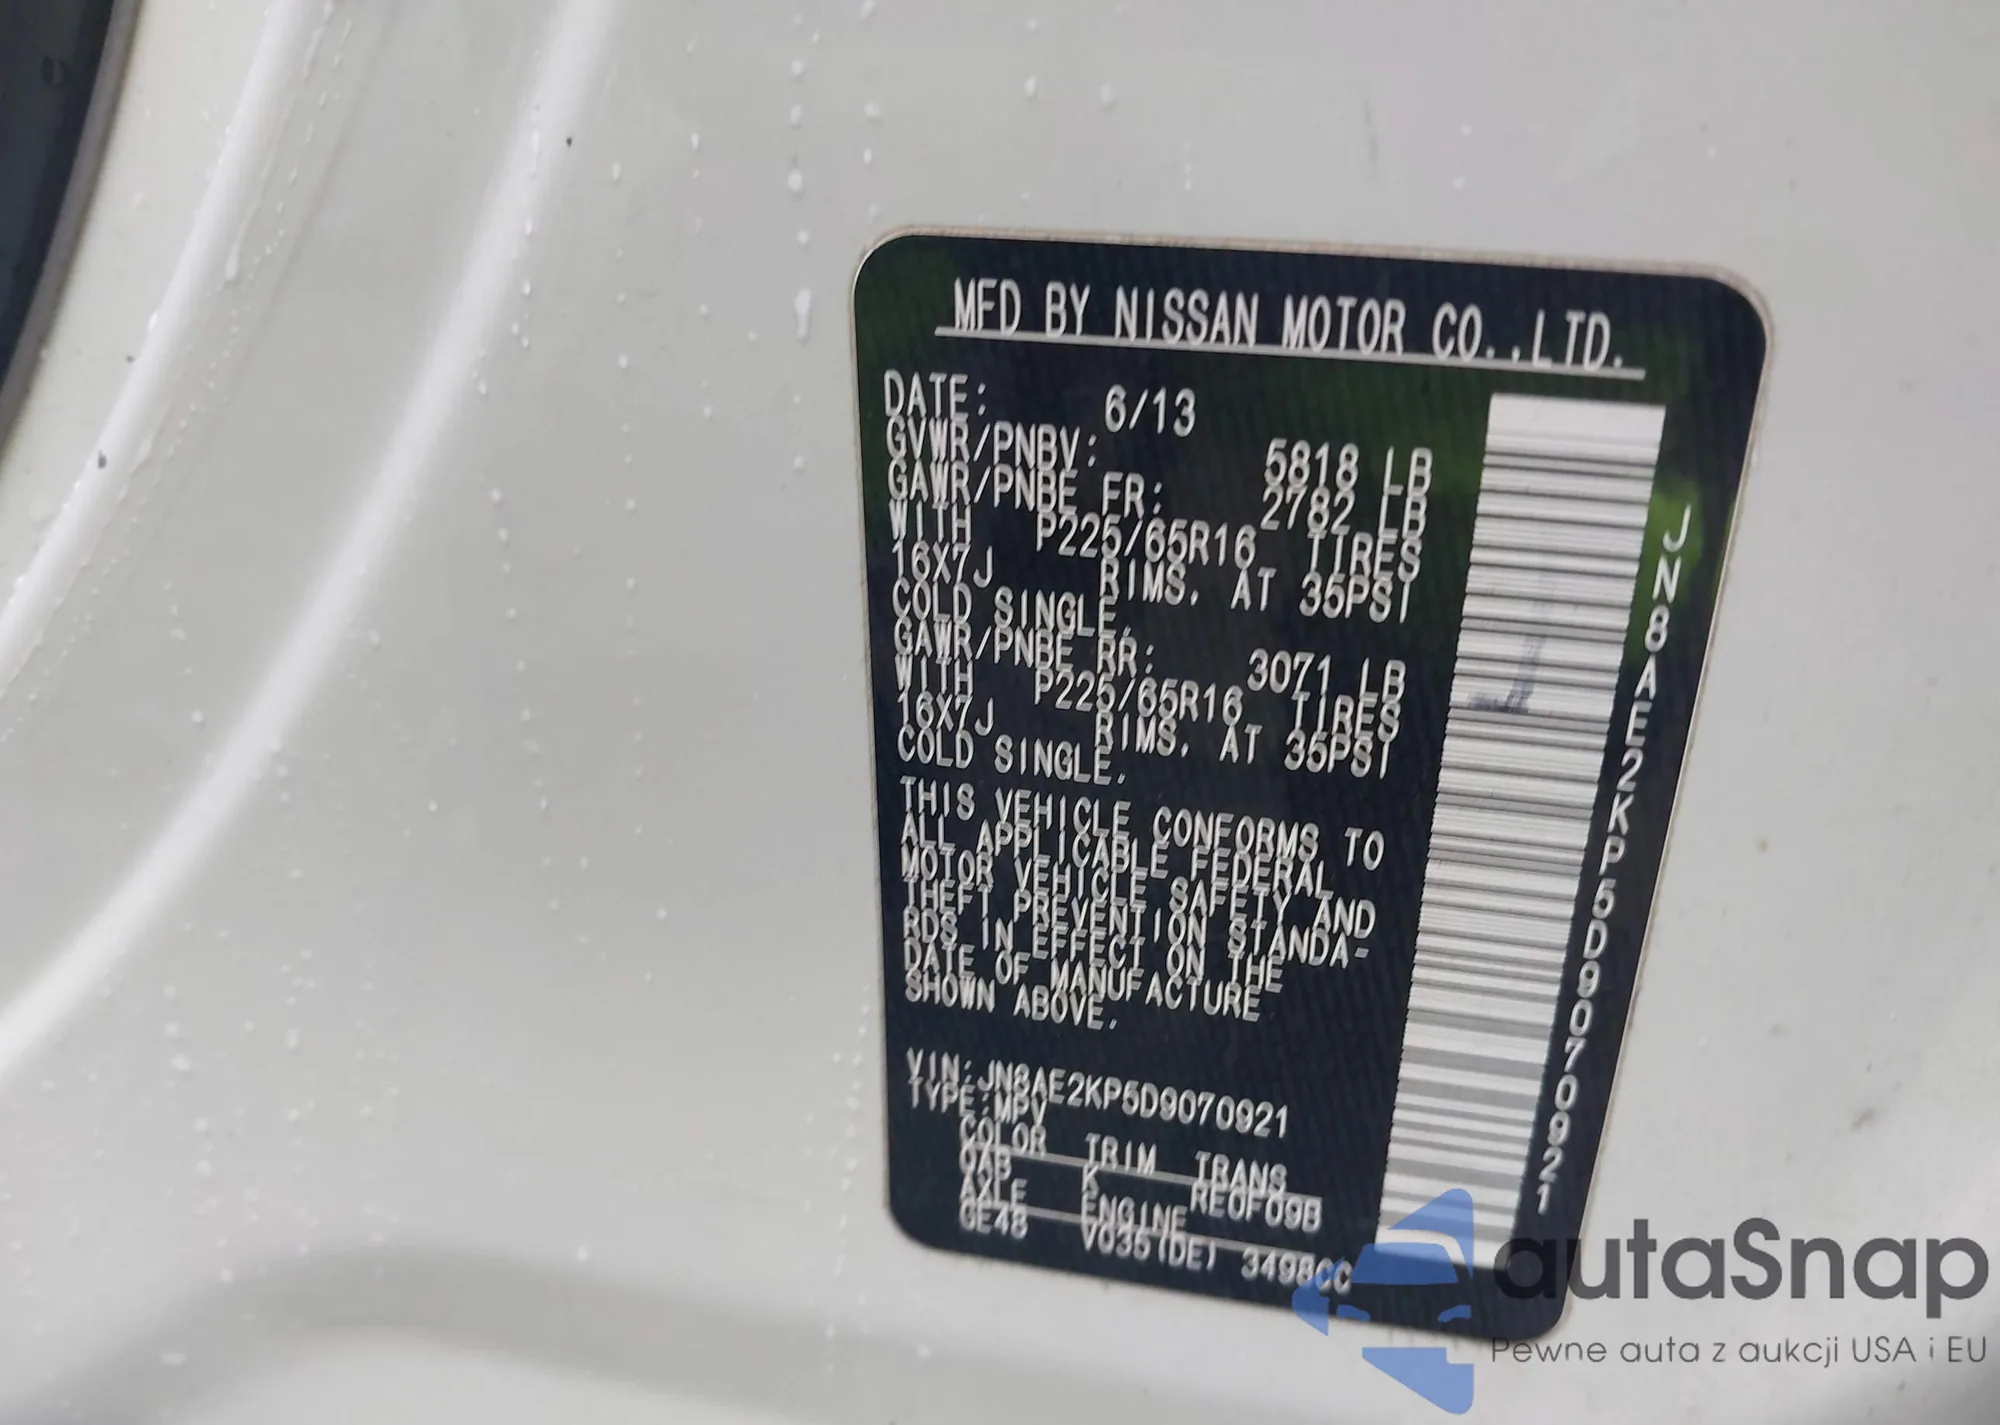 MFD BY NISSAN MOTOR CO.,LTD.
DATE: 6/13
GVWR/PNBV: 5818 LB
GAWR/PNBE FR: 2782 LB
WITH P225/65R16 TIRES
16X7J RIMS, AT 35PSI
COLD SINGLE.
GAWR/PNBE RR: 3071 LB
WITH P225/65R16 TIRES
16X7J RIMS, AT 35PSI
COLD SINGLE.
THIS VEHICLE CONFORMS TO
ALL APPLICABLE FEDERAL
MOTOR VEHICLE SAFETY AND
THEFT PREVENTION STANDA-
RDS IN EFFECT ON THE
DATE OF MANUFACTURE
SHOWN ABOVE.
VIN:JN8AE2KP5D9070921
TYPE:MPV
COLOR TRIM TRANS
QAB K RE0F09B
AXLE ENGINE
GE48 VQ35(DE) 3498CC
JN8AE2KP5D9070921
autaSnap
Pewne auta z aukcji USA i EU